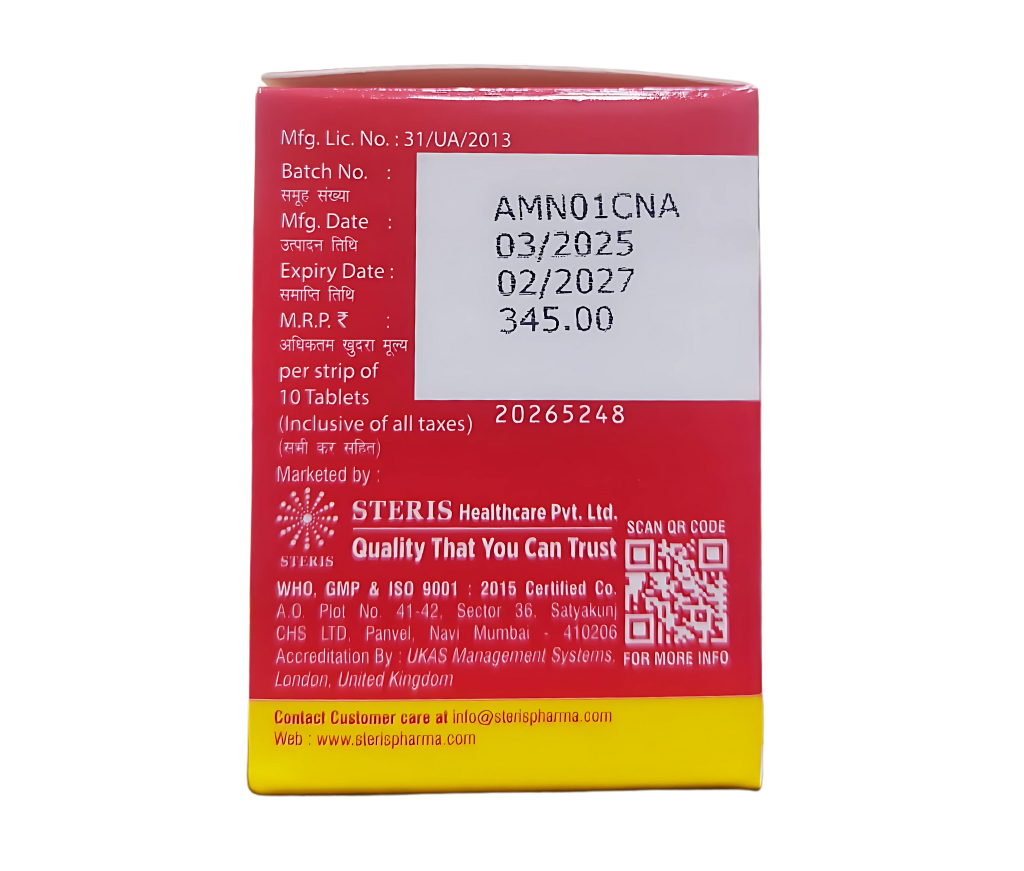 Mfg. Lic. No. : 31/UA/2013
Batch No. : AMN01CNA
समूह संख्या
Mfg. Date : 03/2025
उत्पादन तिथि
Expiry Date : 02/2027
समाप्ति तिथि
M.R.P. ₹ : 345.00
अधिकतम खुदरा मूल्य
per strip of
10 Tablets
(Inclusive of all taxes) 20265248
(सभी कर सहित)
Marketed by :
STERIS Healthcare Pvt. Ltd.
Quality That You Can Trust
STERIS
SCAN QR CODE
FOR MORE INFO
WHO, GMP & ISO 9001 : 2015 Certified Co.
A.O. Plot No. 41-42, Sector 36, Satyakunj
CHS LTD, Panvel, Navi Mumbai - 410206
Accreditation By : UKAS Management Systems,
London, United Kingdom
Contact Customer care at info@sterispharma.com
Web : www.sterispharma.com